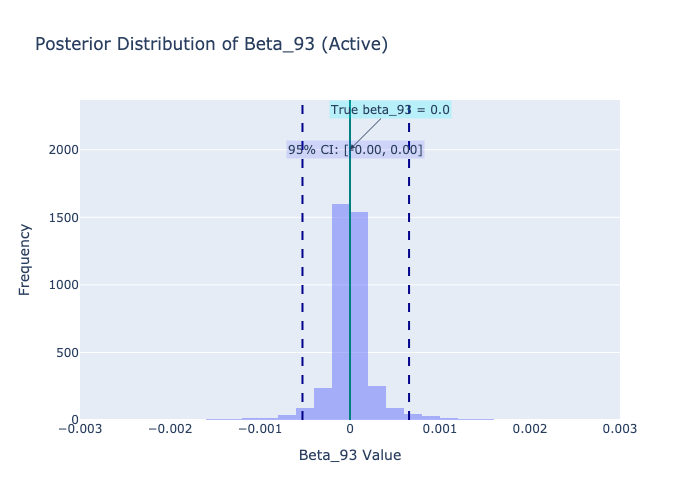 Posterior Distribution of Beta_93 (Active)
True beta_93 = 0.0
95% CI: [-0.00, 0.00]
2000
1500
1000
500
0
Frequency
−0.003
−0.002
−0.001
0
0.001
0.002
0.003
Beta_93 Value